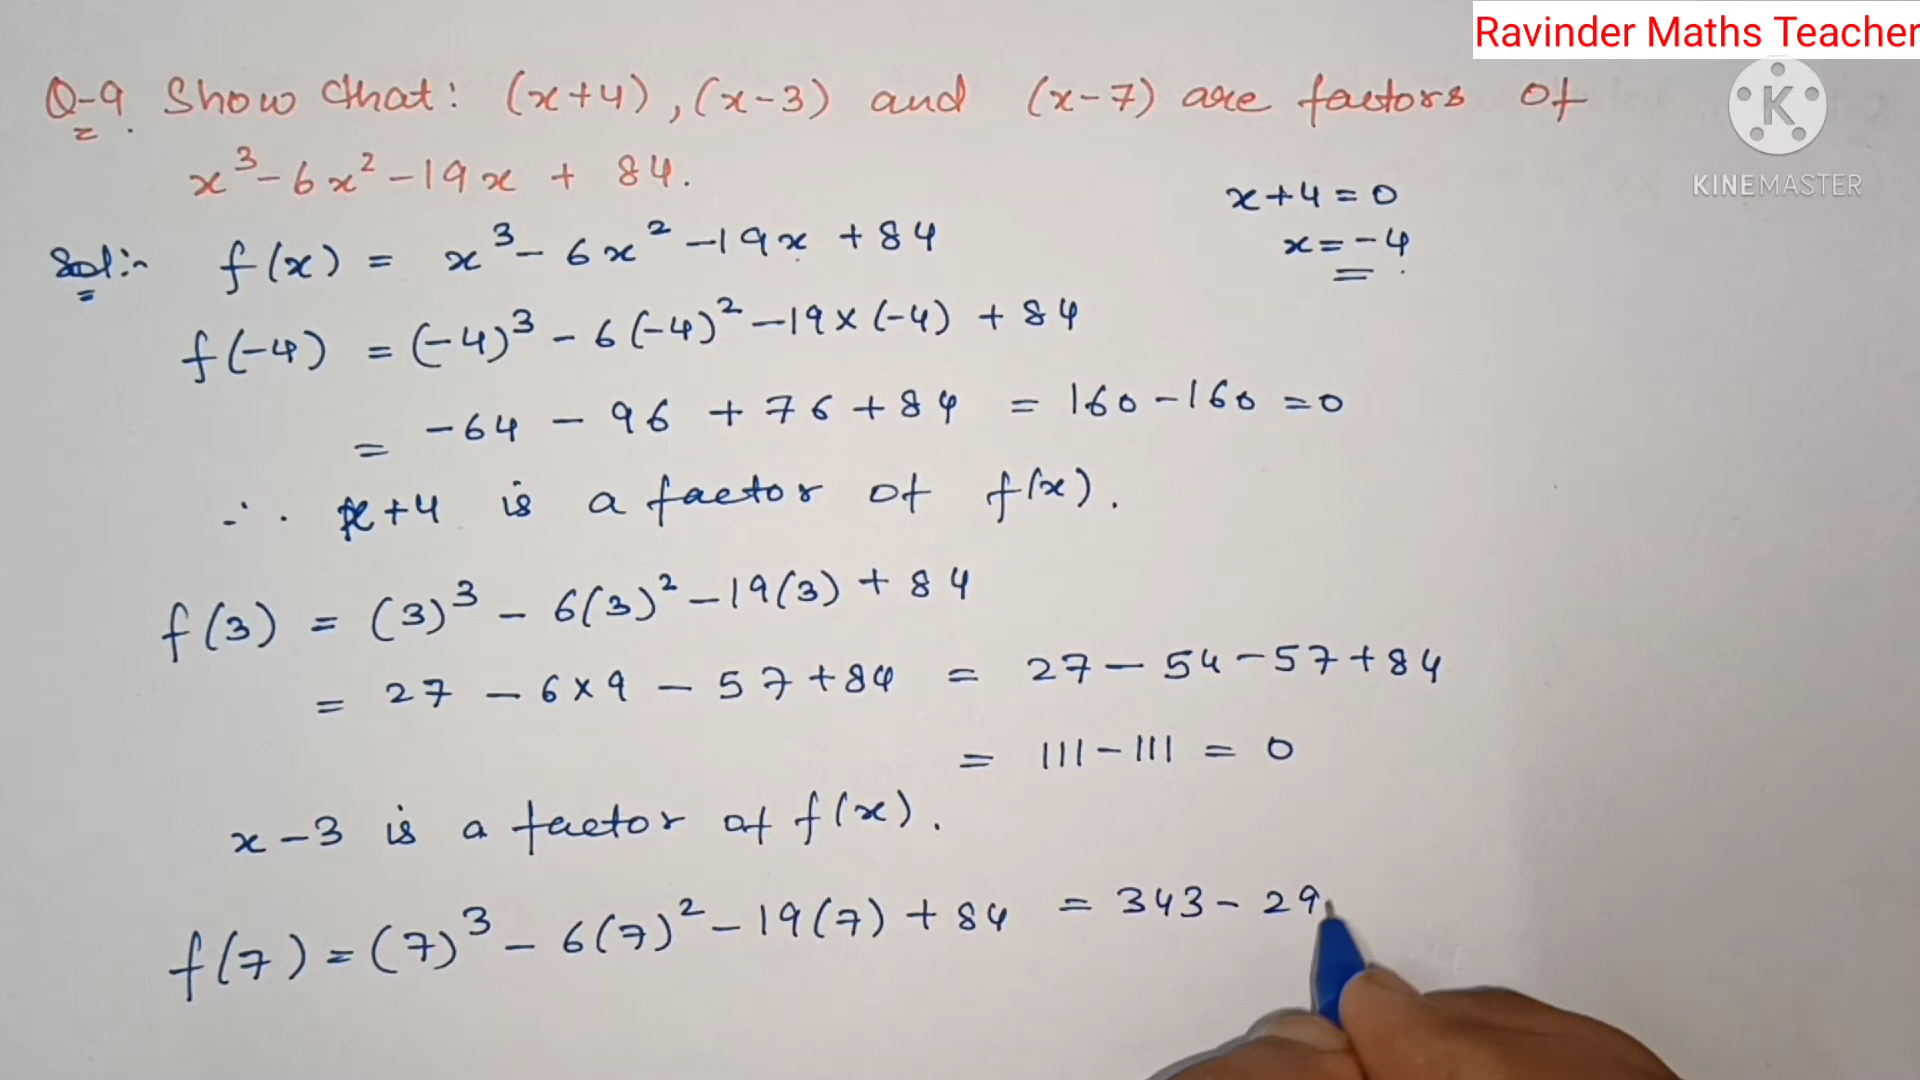 Ravinder Maths Teacher
Q-9. Show that: (x+4), (x-3) and (x-7) are factors of
K
KINEMASTER
x³-6x²-19x + 84.
x+4=0
x=-4
Sol:- f(x) = x³-6x²-19x+84
f(-4) = (-4)³-6(-4)²-19×(-4)+84
= -64 - 96 + 76 + 84 = 160-160=0
∴ x+4 is a factor of f(x).
f(3) = (3)³ - 6(3)²-19(3)+84
= 27 - 6×9 - 57+84 = 27-54-57+84
= 111-111 = 0
x-3 is a factor of f(x).
f(7)=(7)³-6(7)²-19(7)+84 = 343-29